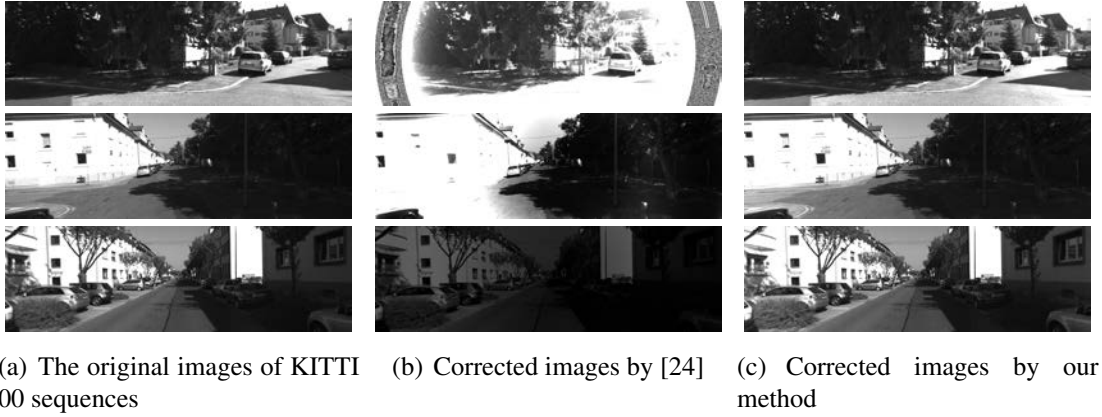 (a) The original images of KITTI
00 sequences
(b) Corrected images by [24]
(c) Corrected images by our
method